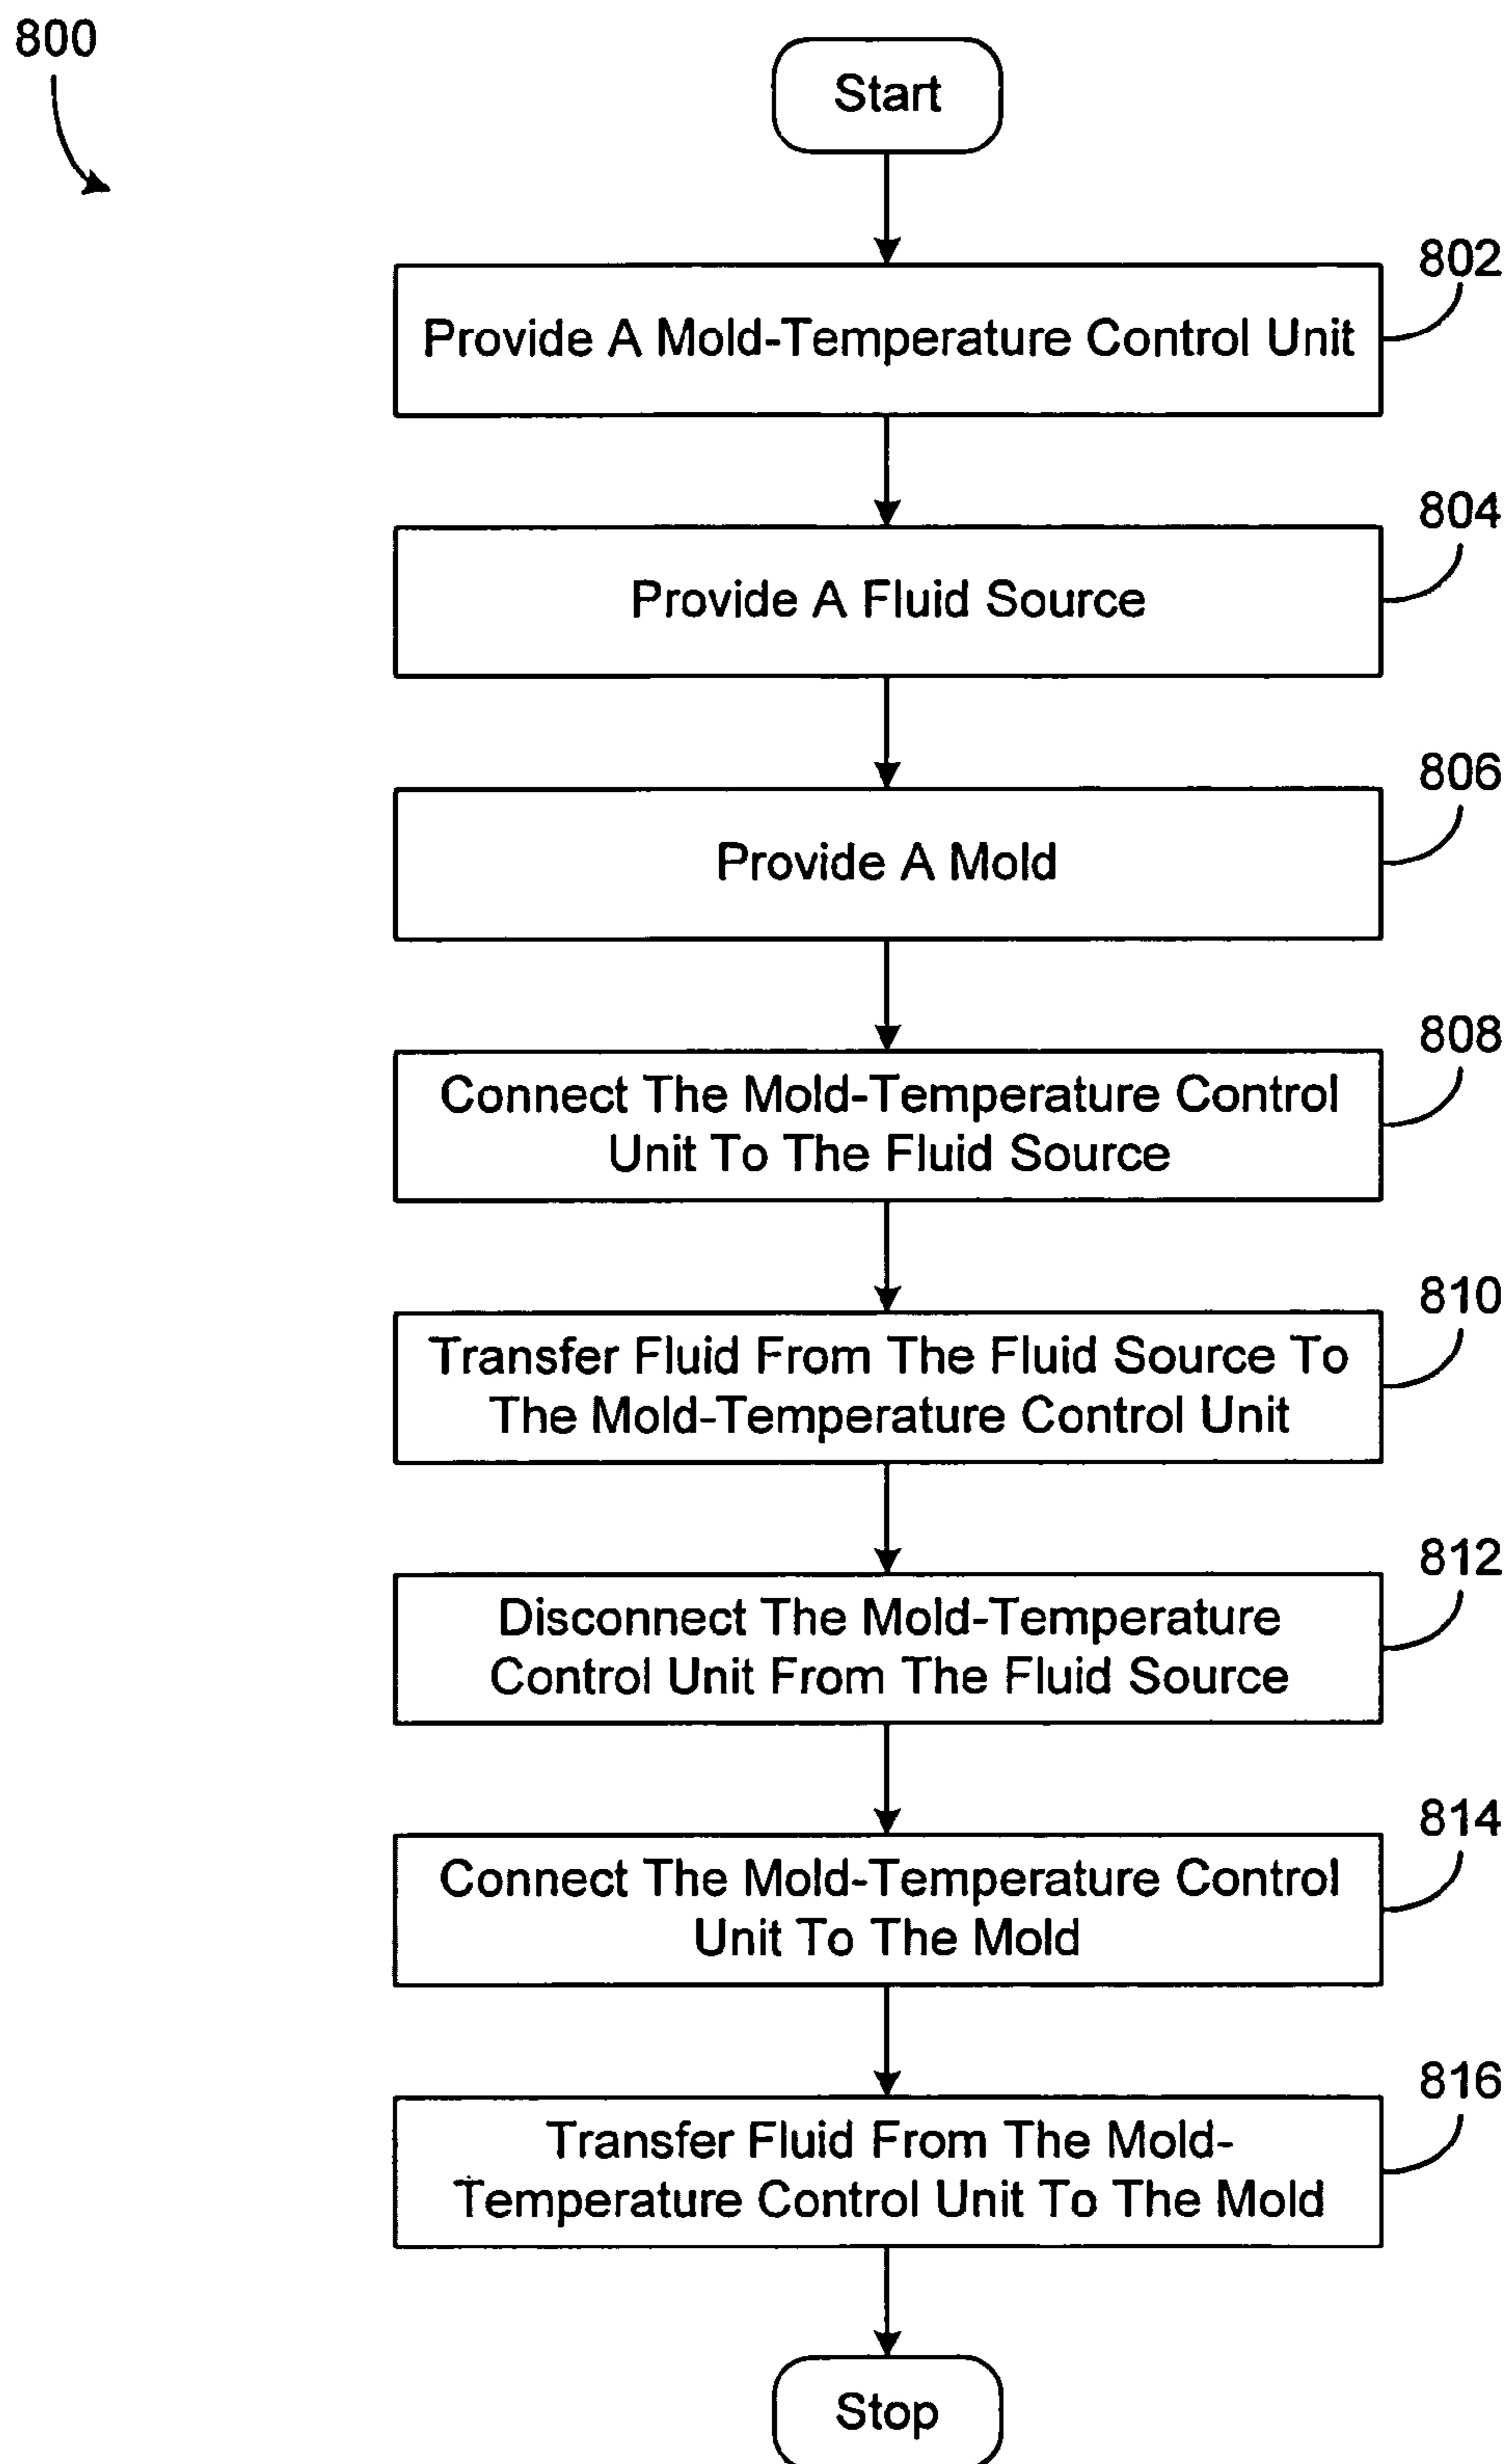 800
Start
802
Provide A Mold-Temperature Control Unit
804
Provide A Fluid Source
806
Provide A Mold
808
Connect The Mold-Temperature Control
Unit To The Fluid Source
810
Transfer Fluid From The Fluid Source To
The Mold-Temperature Control Unit
812
Disconnect The Mold-Temperature
Control Unit From The Fluid Source
814
Connect The Mold-Temperature Control
Unit To The Mold
816
Transfer Fluid From The Mold-
Temperature Control Unit To The Mold
Stop